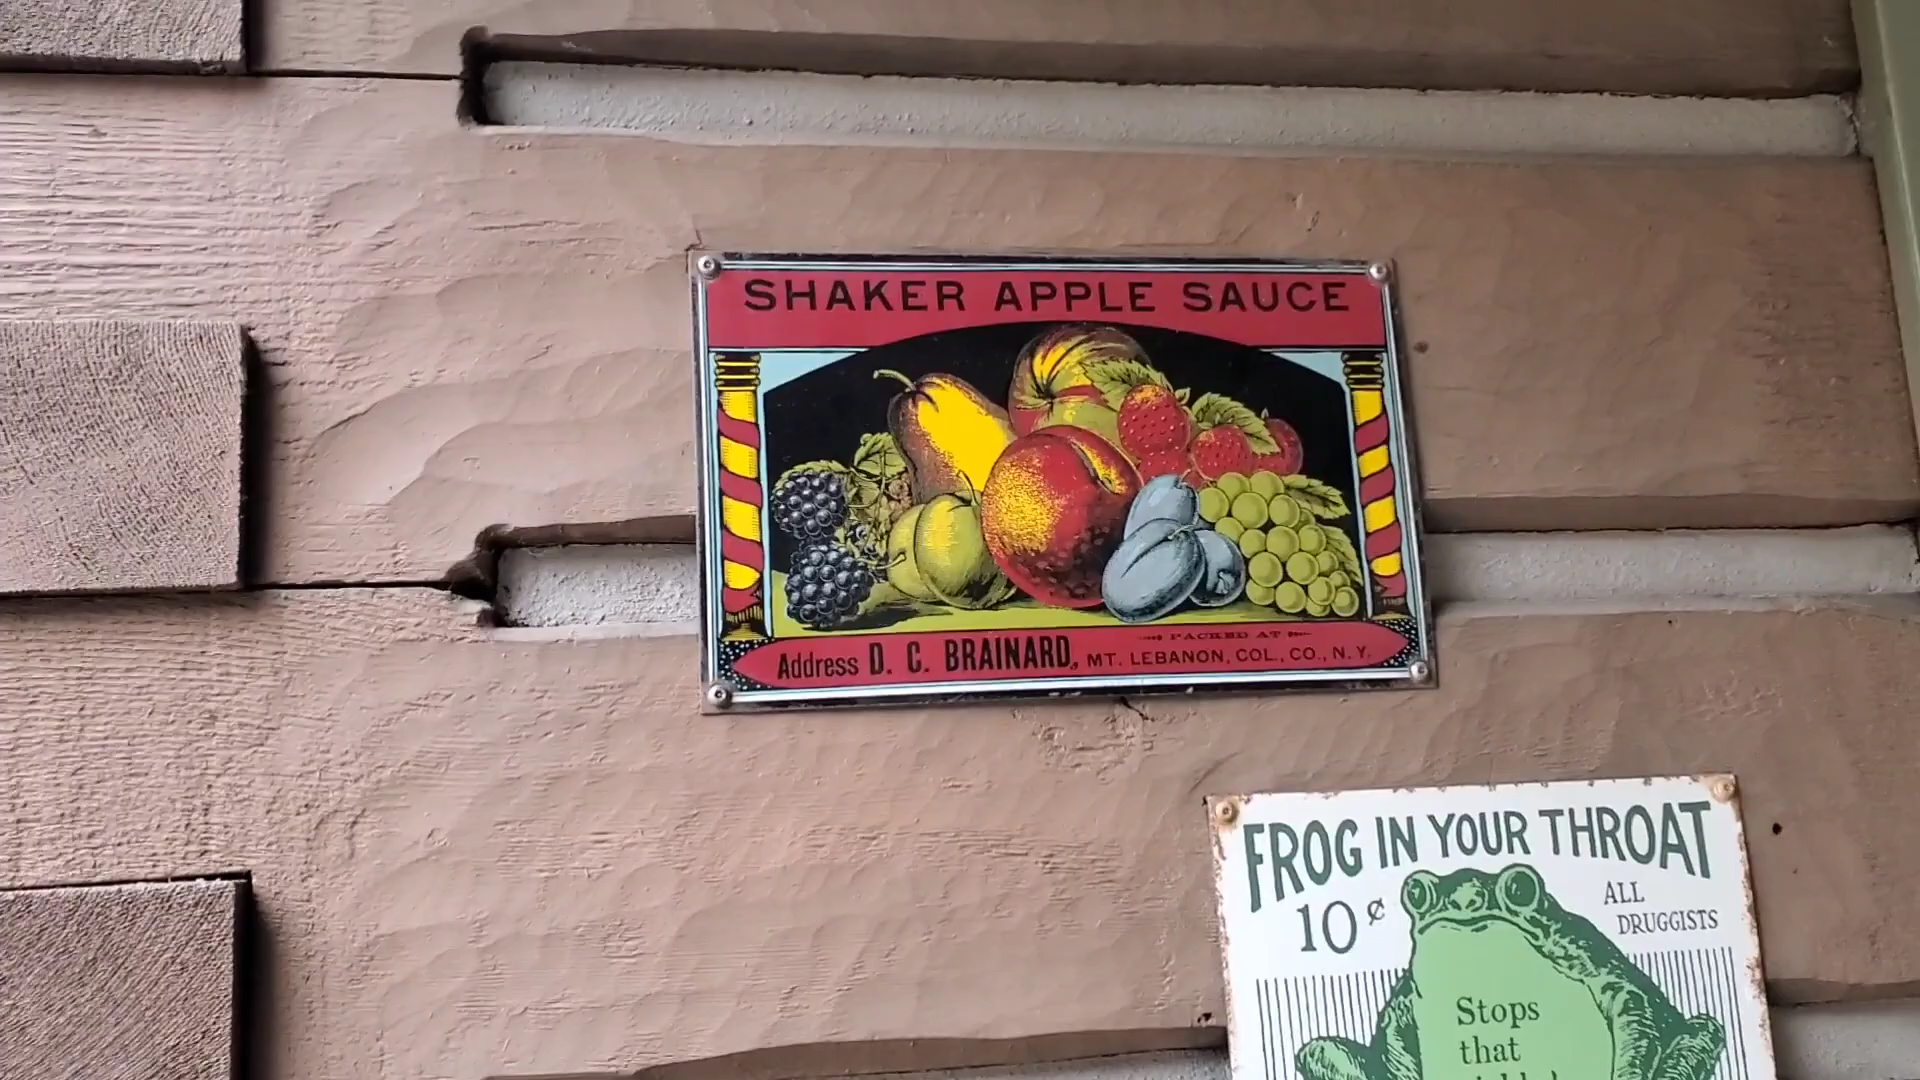 SHAKER APPLE SAUCE
PACKED AT
Address D. C. BRAINARD, MT. LEBANON, COL., CO., N.Y.
FROG IN YOUR THROAT
10¢
ALL
DRUGGISTS
Stops
that